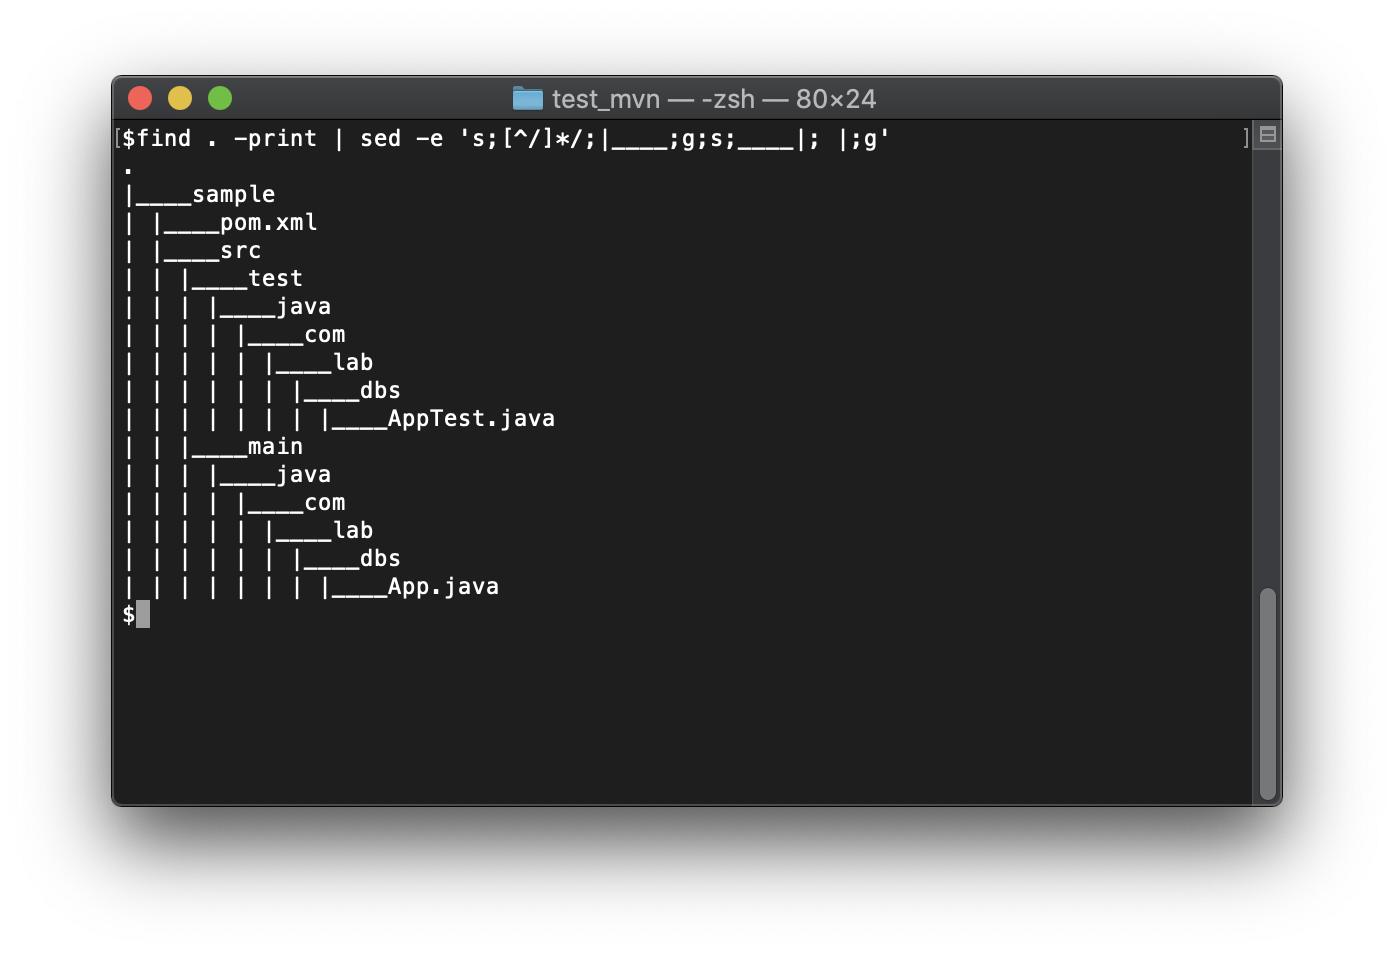 test_mvn — -zsh — 80×24
[$find . -print | sed -e 's;[^/]*/;|____;g;s;____|; |;g' ]
.
|____sample
| |____pom.xml
| |____src
| | |____test
| | | |____java
| | | | |____com
| | | | | |____lab
| | | | | | |____dbs
| | | | | | | |____AppTest.java
| | |____main
| | | |____java
| | | | |____com
| | | | | |____lab
| | | | | | |____dbs
| | | | | | | |____App.java
$